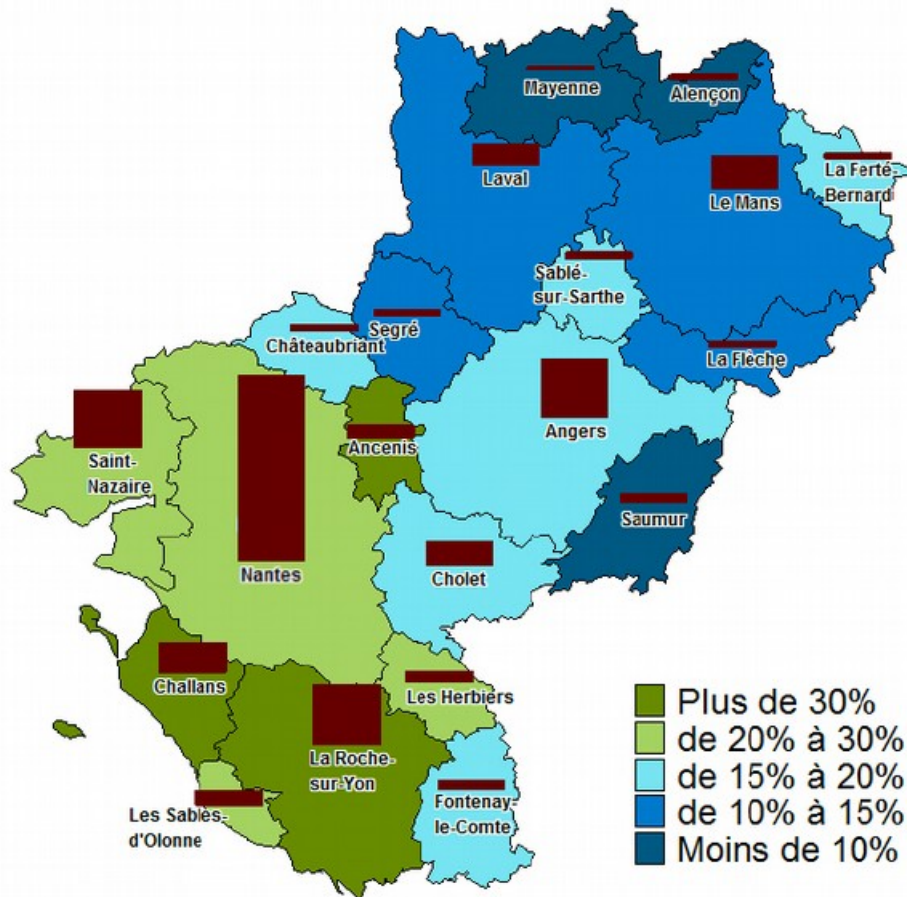 Mayenne
Alençon
Laval
Le Mans
La Ferté-
Bernard
Sablé-
sur-Sarthe
Segré
Châteaubriant
La Flèche
Angers
Ancenis
Saint-
Nazaire
Saumur
Nantes
Cholet
Challans
Les Herbiers
La Roche-
sur-Yon
Les Sables-
d'Olonne
Fontenay-
le-Comte
Plus de 30%
de 20% à 30%
de 15% à 20%
de 10% à 15%
Moins de 10%